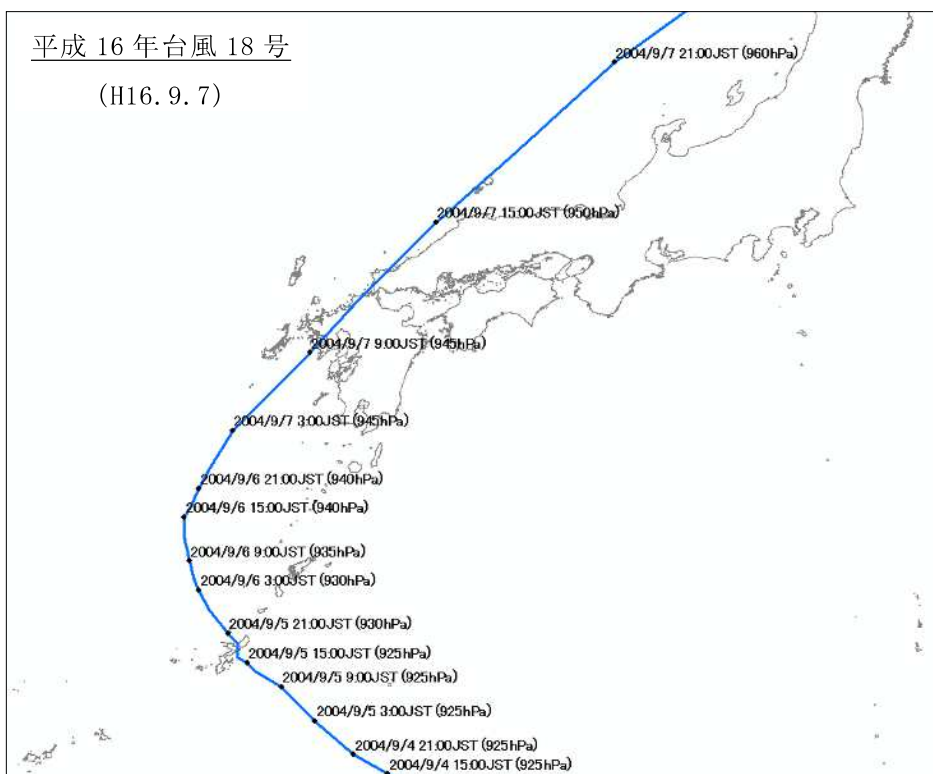 平成 16 年台風 18 号
(H16.9.7)
2004/9/7 21:00JST (960hPa)
2004/9/7 15:00JST (950hPa)
2004/9/7 9:00JST (945hPa)
2004/9/7 3:00JST (945hPa)
2004/9/6 21:00JST (940hPa)
2004/9/6 15:00JST (940hPa)
2004/9/6 9:00JST (935hPa)
2004/9/6 3:00JST (930hPa)
2004/9/5 21:00JST (930hPa)
2004/9/5 15:00JST (925hPa)
2004/9/5 9:00JST (925hPa)
2004/9/5 3:00JST (925hPa)
2004/9/4 21:00JST (925hPa)
2004/9/4 15:00JST (925hPa)